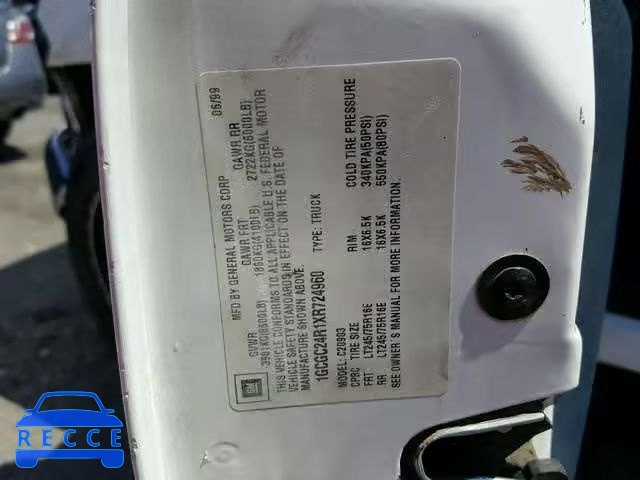 MFD BY GENERAL MOTORS CORP
06/99
GVWR GAWR FRT GAWR RR
3901KG(8600LB) 1860KG(4100LB) 2722KG(6000LB)
THIS VEHICLE CONFORMS TO ALL APPLICABLE U.S. FEDERAL MOTOR
VEHICLE SAFETY STANDARDS IN EFFECT ON THE DATE OF
MANUFACTURE SHOWN ABOVE.
1GCGC24R1XR724960 TYPE: TRUCK
MODEL: C20903
CPBC TIRE SIZE RIM COLD TIRE PRESSURE
FRT: LT245/75R16E 16X6.5K 340KPA(50PSI)
RR LT245/75R16E 16X6.5K 550KPA(80PSI)
SEE OWNER S MANUAL FOR MORE INFORMATION.
GM
RECCE